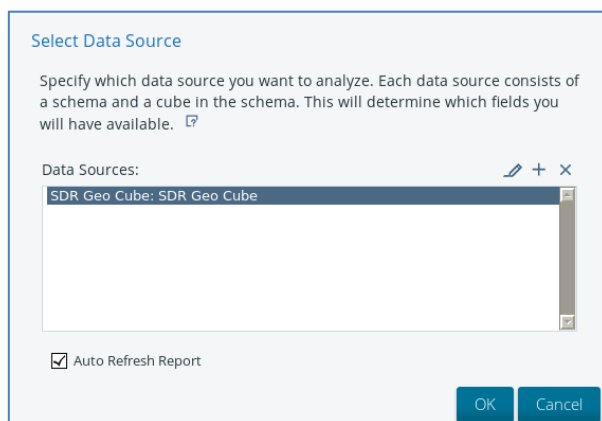 Select Data Source
Specify which data source you want to analyze. Each data source consists of
a schema and a cube in the schema. This will determine which fields you
will have available.
Data Sources:
SDR Geo Cube: SDR Geo Cube
Auto Refresh Report
OK Cancel